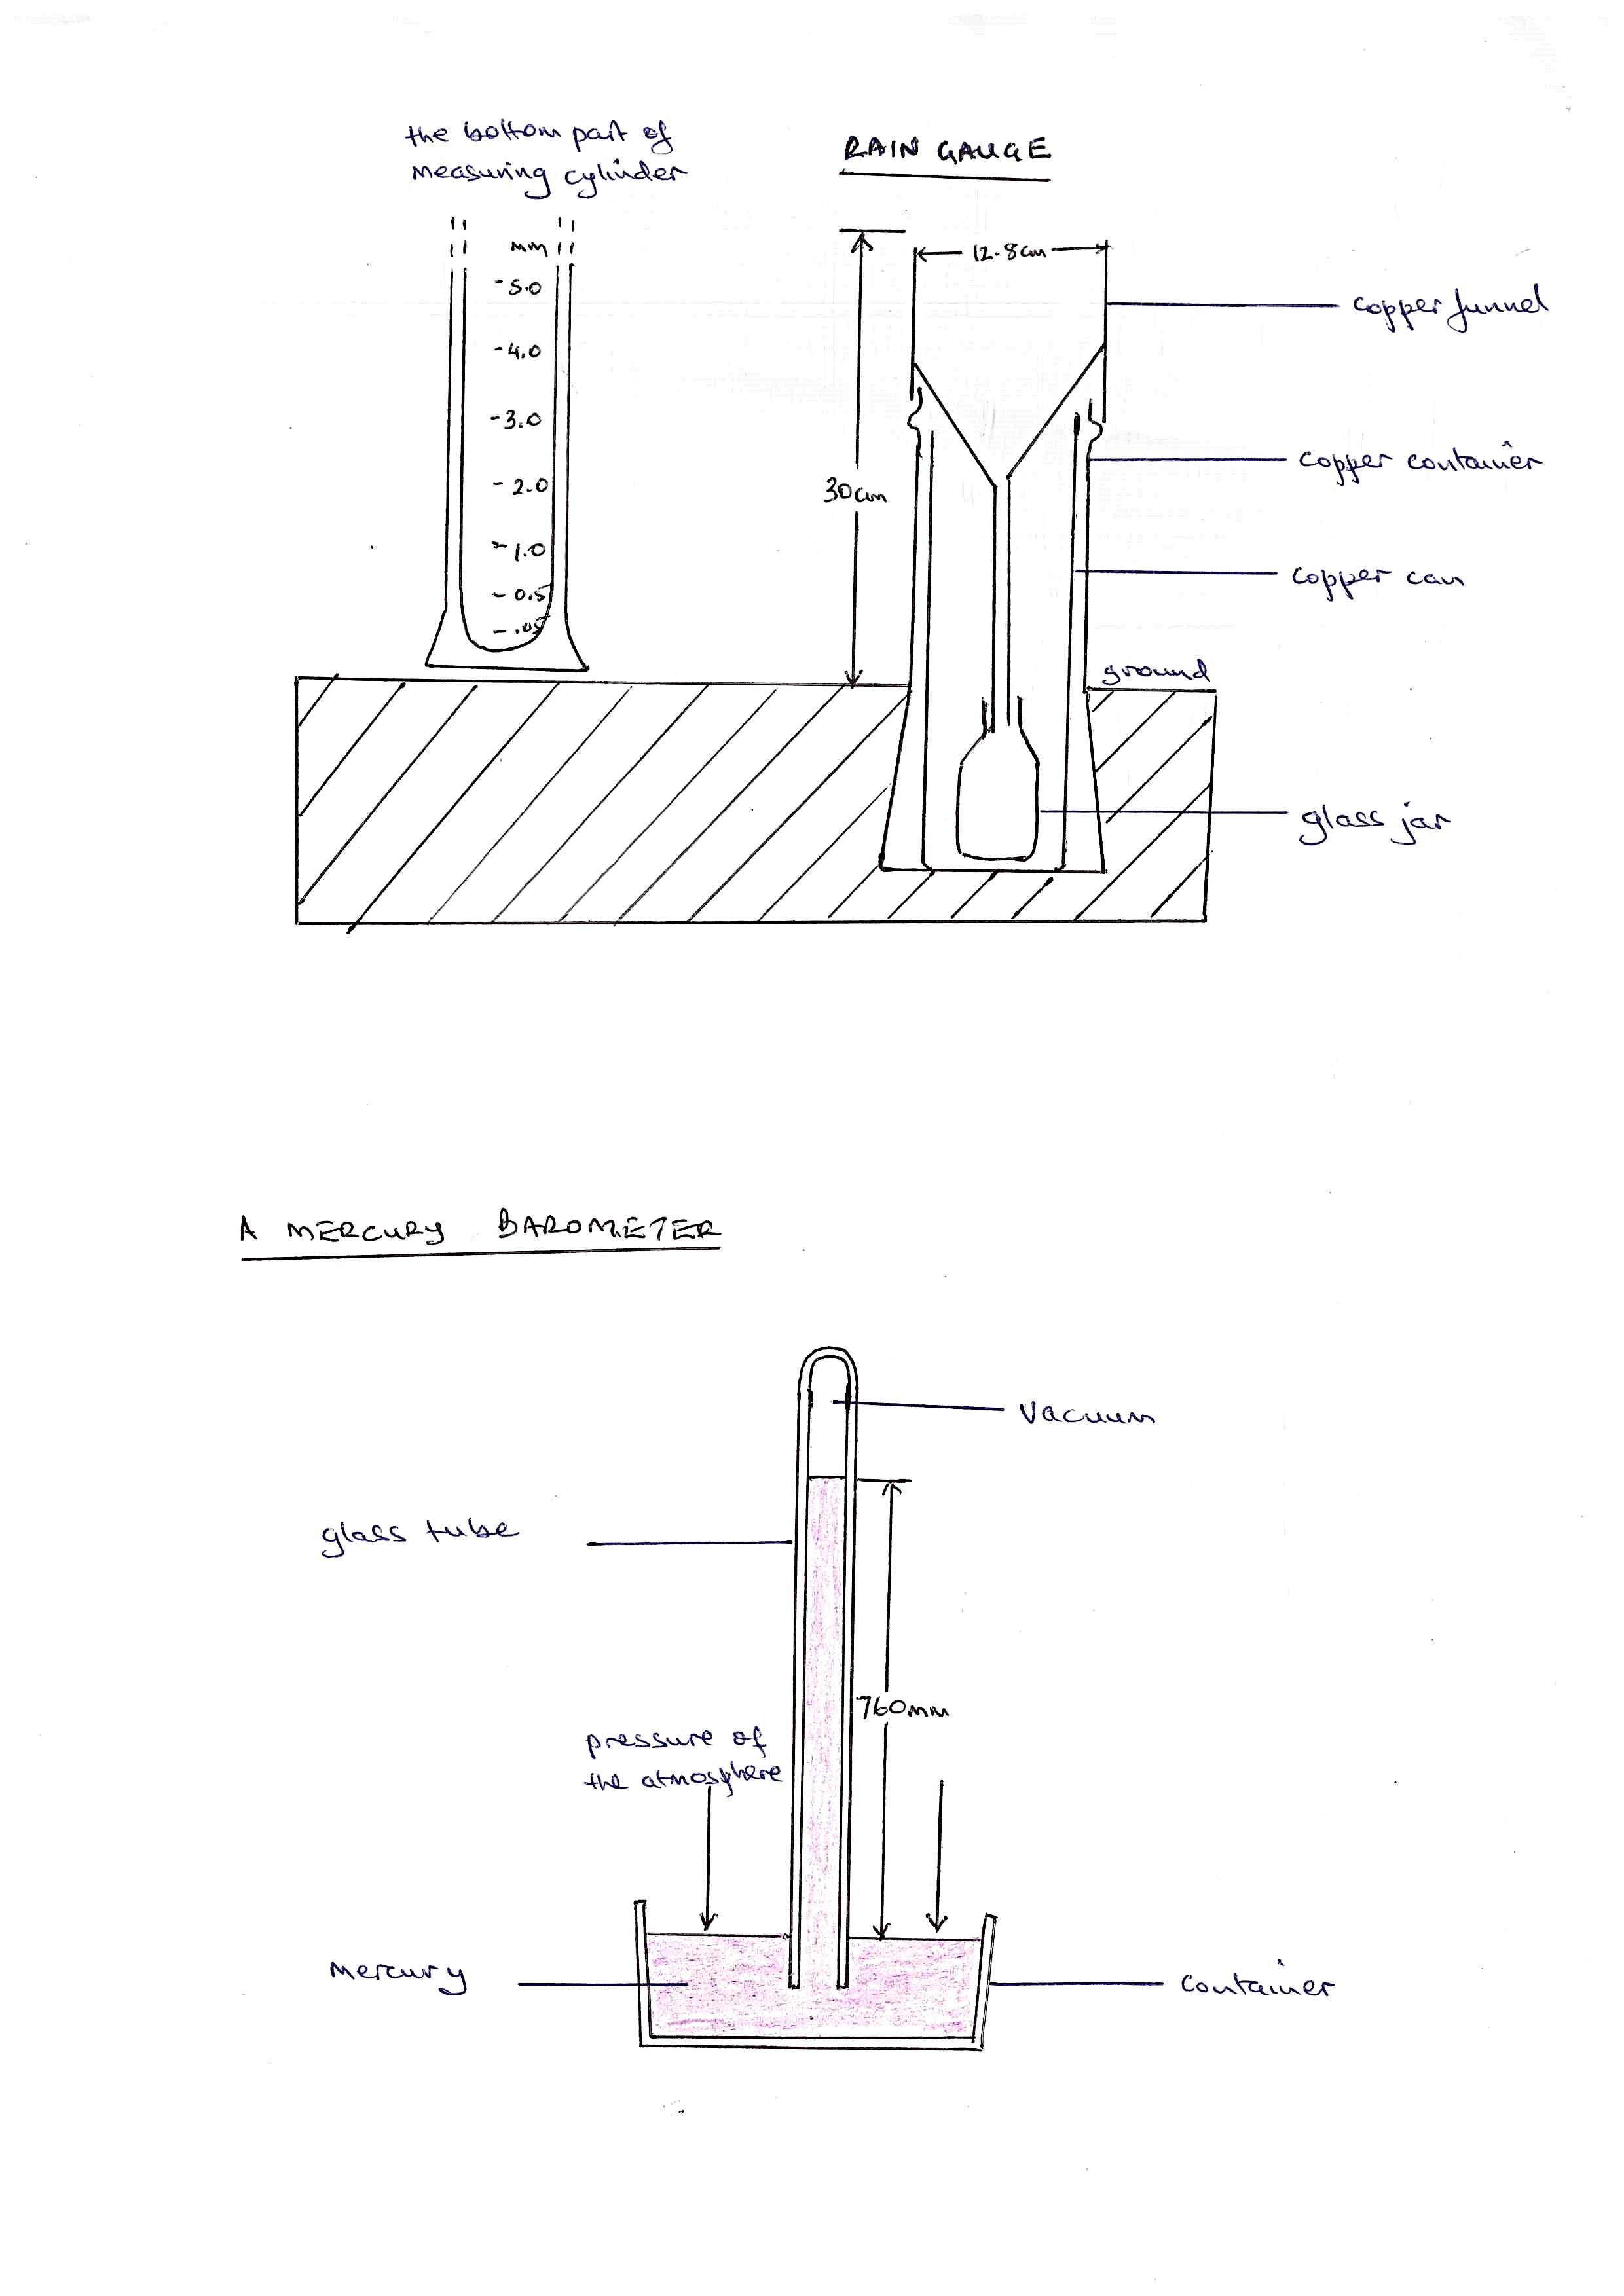 the bottom part of
measuring cylinder
RAIN GAUGE
mm
-5.0
-4.0
-3.0
-2.0
-1.0
-0.5
-.05
12.8cm
30cm
copper funnel
copper container
copper can
ground
glass jar
A MERCURY BAROMETER
vacuum
glass tube
760mm
pressure of
the atmosphere
Mercury
container